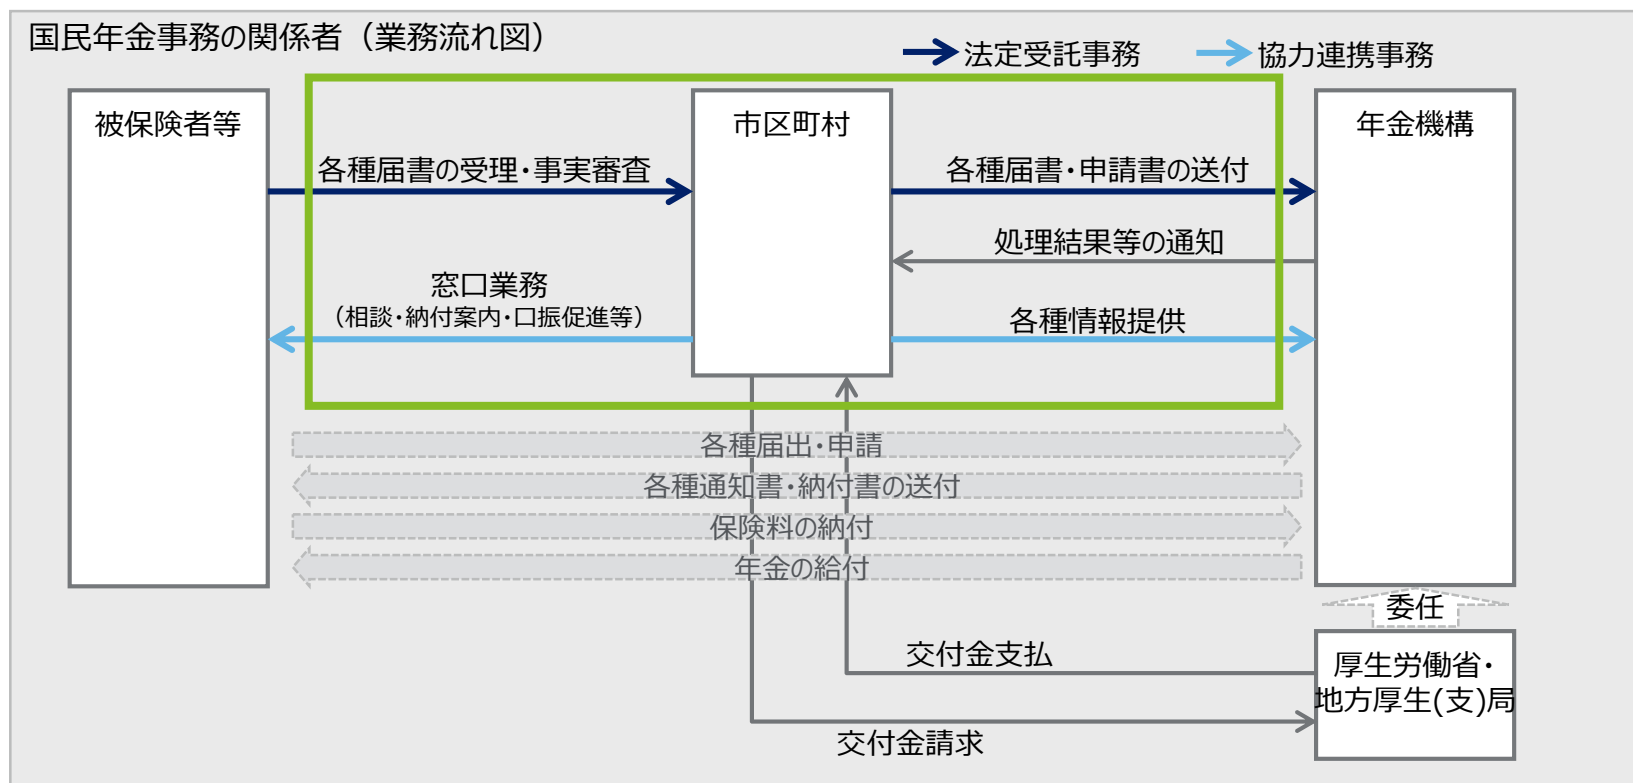 国民年金事務の関係者（業務流れ図）
法定受託事務
協力連携事務
被保険者等
市区町村
年金機構
各種届書の受理・事実審査
各種届書・申請書の送付
処理結果等の通知
窓口業務
（相談・納付案内・口振促進等）
各種情報提供
各種届出・申請
各種通知書・納付書の送付
保険料の納付
年金の給付
委任
交付金支払
厚生労働省・
地方厚生(支)局
交付金請求